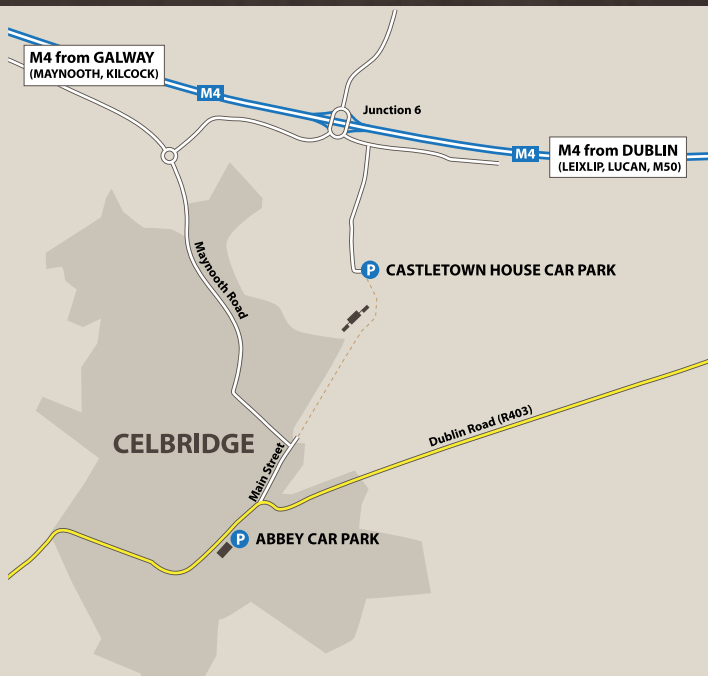 M4 from GALWAY
(MAYNOOTH, KILCOCK)
M4
Junction 6
M4
M4 from DUBLIN
(LEIXLIP, LUCAN, M50)
Maynooth Road
P
CASTLETOWN HOUSE CAR PARK
CELBRIDGE
Main Street
Dublin Road (R403)
P
ABBEY CAR PARK